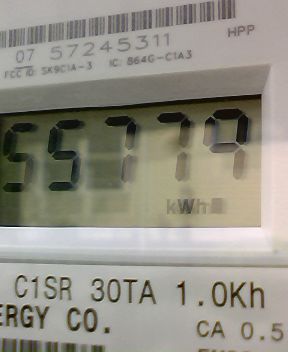 07 57245311
HPP
FCC ID: SK9C1A-3 IC: 864G-C1A3
55779
kWh
C1SR 30TA 1.0Kh
ERGY CO.
CA 0.5